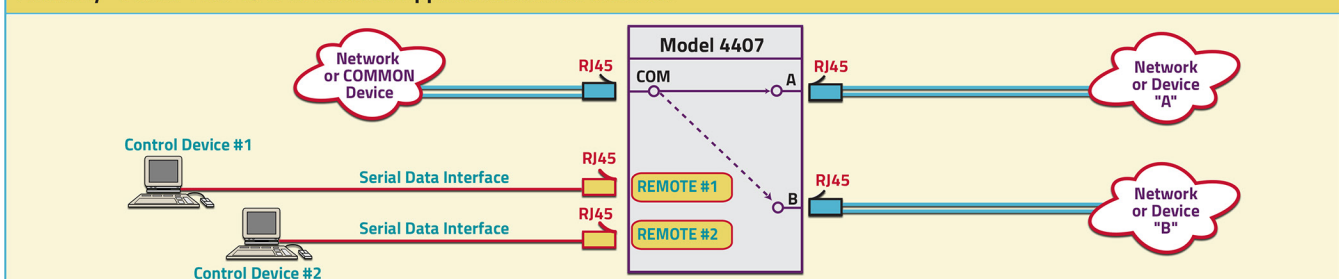 Model 4407
Network
or COMMON
Device
RJ45
COM
A
RJ45
Network
or Device
"A"
Control Device #1
Serial Data Interface
RJ45
REMOTE #1
B
RJ45
Network
or Device
"B"
Serial Data Interface
RJ45
REMOTE #2
Control Device #2